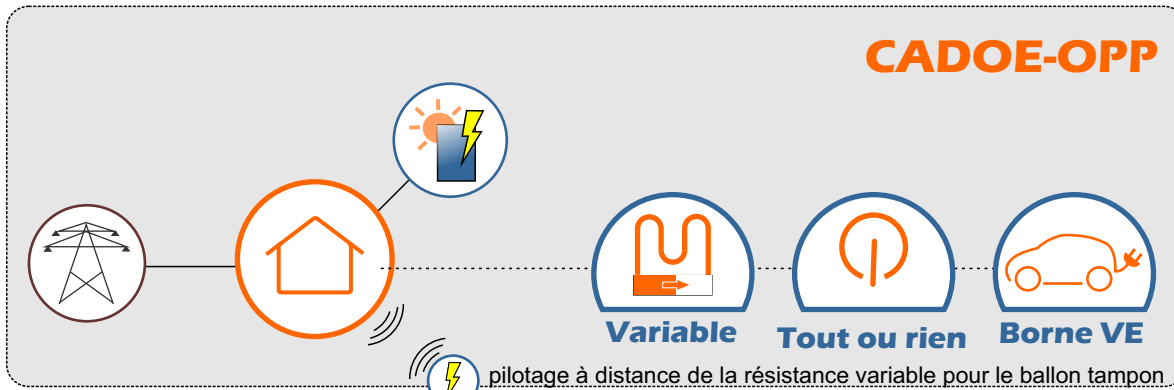 CADOE-OPP
Variable
Tout ou rien
Borne VE
pilotage à distance de la résistance variable pour le ballon tampon